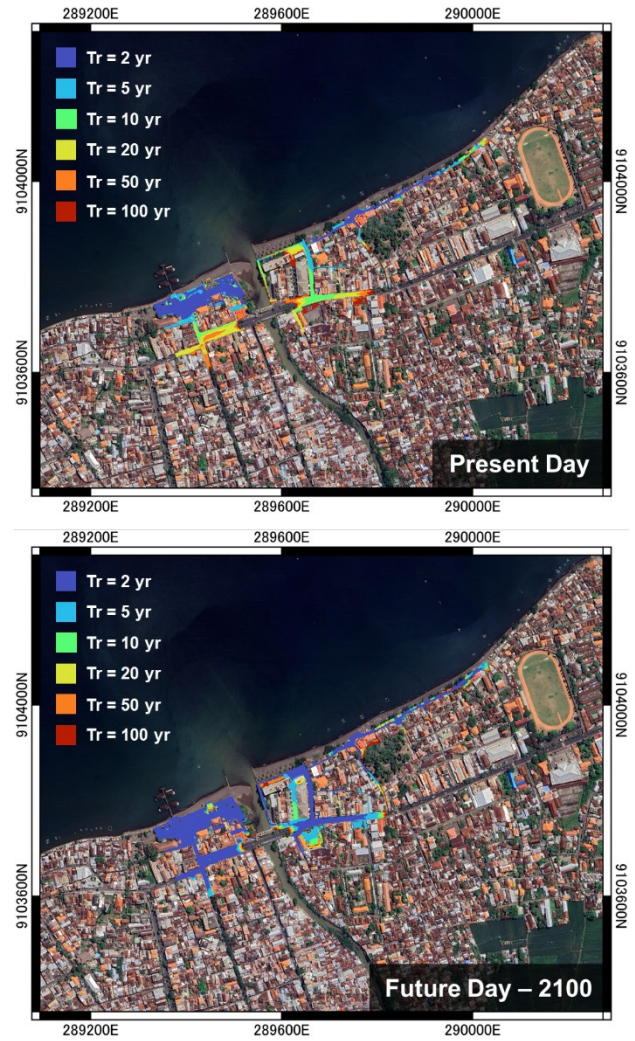 289200E 289600E 290000E
Tr = 2 yr
Tr = 5 yr
Tr = 10 yr
Tr = 20 yr
Tr = 50 yr
Tr = 100 yr
9104000N 9104000N
9103600N 9103600N
Present Day
289200E 289600E 290000E
289200E 289600E 290000E
Tr = 2 yr
Tr = 5 yr
Tr = 10 yr
Tr = 20 yr
Tr = 50 yr
Tr = 100 yr
9104000N 9104000N
9103600N 9103600N
Future Day – 2100
289200E 289600E 290000E